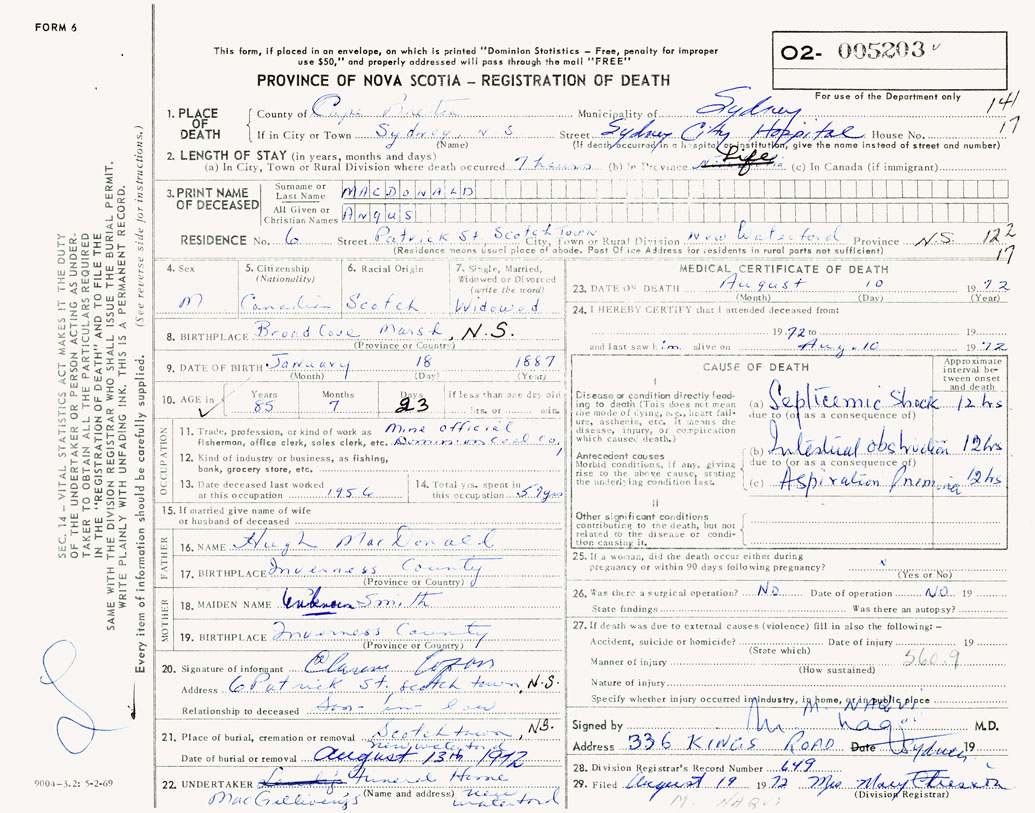 FORM 6
This form, if placed in an envelope, on which is printed "Dominion Statistics – Free, penalty for improper
use $50," and properly addressed will pass through the mail "FREE"
PROVINCE OF NOVA SCOTIA – REGISTRATION OF DEATH
02- 005203
For use of the Department only
141
17
1. PLACE OF DEATH
County of Cape Breton Municipality of Sydney
If in City or Town Sydney, N S. Street Sydney City Hospital House No.
(Name) (If death occurred in a hospital or institution, give the name instead of street and number)
2. LENGTH OF STAY (in years, months and days)
(a) In City, Town or Rural Division where death occurred 7 hours (b) In Province Life (c) In Canada (if immigrant)
3. PRINT NAME OF DECEASED
Surname or Last Name MACDONALD
All Given or Christian Names ANGUS
RESIDENCE No. 6 Street Patrick St Scotch Town City, Town or Rural Division New Waterford Province N.S. 122
(Residence means usual place of abode. Post Office Address for residents in rural parts not sufficient) 17
4. Sex M
5. Citizenship (Nationality) Canadian
6. Racial Origin Scotch
7. Single, Married, Widowed or Divorced (write the word) Widowed
8. BIRTHPLACE Broad Cove Marsh, N.S.
(Province or Country)
9. DATE OF BIRTH January 18 1887
(Month) (Day) (Year)
10. AGE in Years Months Days If less than one day old
85 7 23 hrs. or min.
OCCUPATION
11. Trade, profession, or kind of work as Mine official
fisherman, office clerk, sales clerk, etc. Dominion Coal Co,
12. Kind of industry or business, as fishing,
bank, grocery store, etc.
13. Date deceased last worked at this occupation 1956
14. Total yrs. spent in this occupation 53 yrs
15. If married give name of wife
or husband of deceased
FATHER
16. NAME Hugh MacDonald
17. BIRTHPLACE Inverness County
(Province or Country)
MOTHER
18. MAIDEN NAME Unknown Smith
19. BIRTHPLACE Inverness County
(Province or Country)
20. Signature of informant Clarence
Address 6 Patrick St, Scotch town, N.S.
Relationship to deceased Son-in-law
21. Place of burial, cremation or removal Scotchtown, N.S.
New waterford
Date of burial or removal August 13th 1972
22. UNDERTAKER Funeral Home
(Name and address) New waterford
MacGillivray's
MEDICAL CERTIFICATE OF DEATH
23. DATE OF DEATH August 10 1972
(Month) (Day) (Year)
24. I HEREBY CERTIFY that I attended deceased from:
1972 to 19
and last saw him alive on Aug. 10 1972
CAUSE OF DEATH
Approximate interval between onset and death
I
Disease or condition directly leading to death (This does not mean the mode of dying, e.g., heart failure, asthenia, etc. It means the disease, injury, or complication which caused death.)
(a) Septicemic Shock 12 hrs
due to (or as a consequence of)
Antecedent causes
Morbid conditions, if any, giving rise to the above cause, stating the underlying condition last.
(b) Intestinal obstruction 12hrs
due to (or as a consequence of)
(c) Aspiration Pneumonia 12 hrs
II
Other significant conditions contributing to the death, but not related to the disease or condition causing it.
25. If a woman, did the death occur either during
pregnancy or within 90 days following pregnancy?
(Yes or No)
26. Was there a surgical operation? NO Date of operation NO 19
State findings Was there an autopsy?
27. If death was due to external causes (violence) fill in also the following: –
Accident, suicide or homicide? Date of injury 19
(State which)
560.9
Manner of injury
(How sustained)
Nature of injury
Specify whether injury occurred in industry, in home, or in public place
M NAQVI
Signed by M Naqvi M.D.
Address 336 KINGS ROAD Date Sydney 19
28. Division Registrar's Record Number 649
29. Filed August 19 1972 Mrs Mary
(Division Registrar)
M. NAQVI
SEC. 14 – VITAL STATISTICS ACT MAKES IT THE DUTY
OF THE UNDERTAKER OR PERSON ACTING AS UNDER-
TAKER TO OBTAIN ALL THE PARTICULARS REQUIRED
IN THE "REGISTRATION OF DEATH" AND TO FILE THE
SAME WITH THE DIVISION REGISTRAR WHO SHALL ISSUE THE BURIAL PERMIT.
WRITE PLAINLY WITH UNFADING INK. THIS IS A PERMANENT RECORD.
Every item of information should be carefully supplied. (See reverse side for instructions.)
9004-3.2: 5-2-69